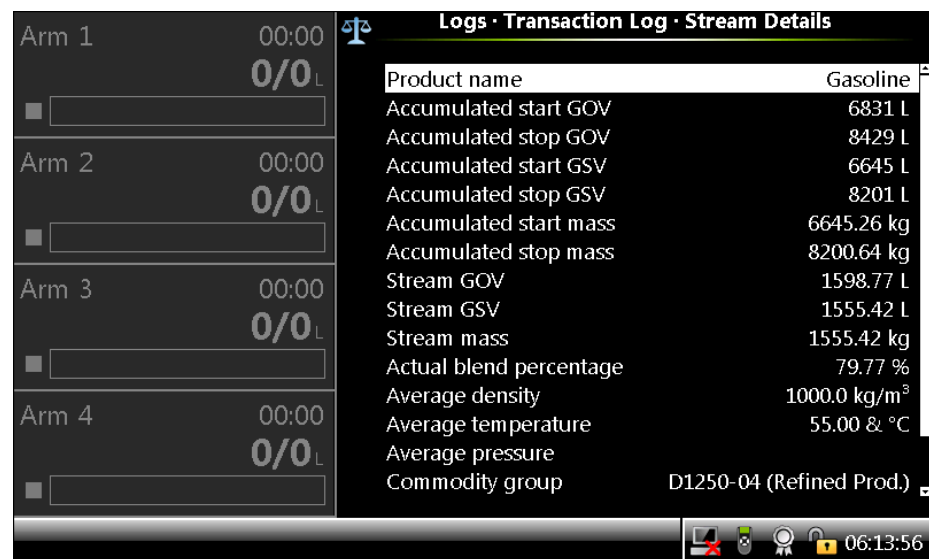 Arm 1 00:00
0/0 L
Arm 2 00:00
0/0 L
Arm 3 00:00
0/0 L
Arm 4 00:00
0/0 L
Logs · Transaction Log · Stream Details
Product name Gasoline
Accumulated start GOV 6831 L
Accumulated stop GOV 8429 L
Accumulated start GSV 6645 L
Accumulated stop GSV 8201 L
Accumulated start mass 6645.26 kg
Accumulated stop mass 8200.64 kg
Stream GOV 1598.77 L
Stream GSV 1555.42 L
Stream mass 1555.42 kg
Actual blend percentage 79.77 %
Average density 1000.0 kg/m³
Average temperature 55.00 & °C
Average pressure
Commodity group D1250-04 (Refined Prod.)
06:13:56